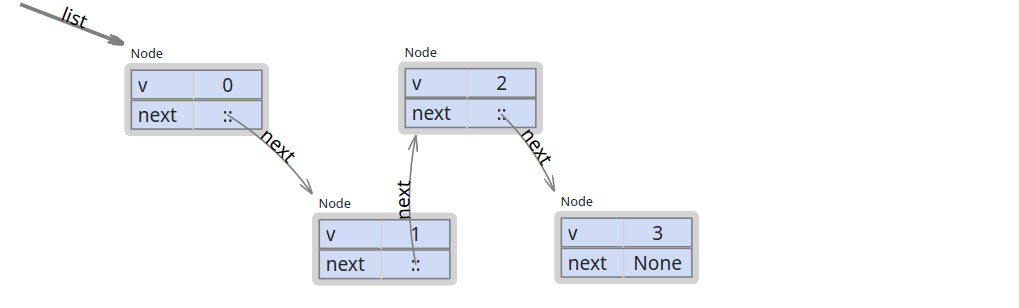 list
Node
v 0
next ::
next
Node
v 1
next ::
next
Node
v 2
next ::
next
Node
v 3
next None